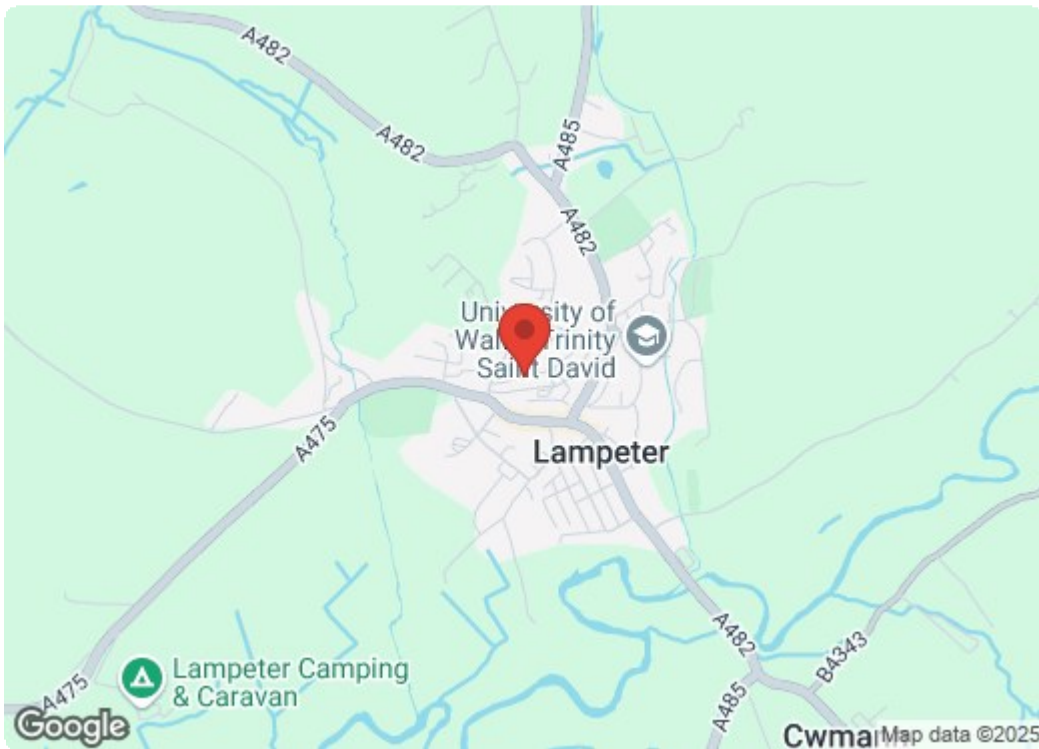 A482
A482
A485
A482
University of
Wales Trinity
Saint David
A475
Lampeter
A482
B4343
Lampeter Camping
& Caravan
A475
A485
Google
Cwmann
Map data ©2025